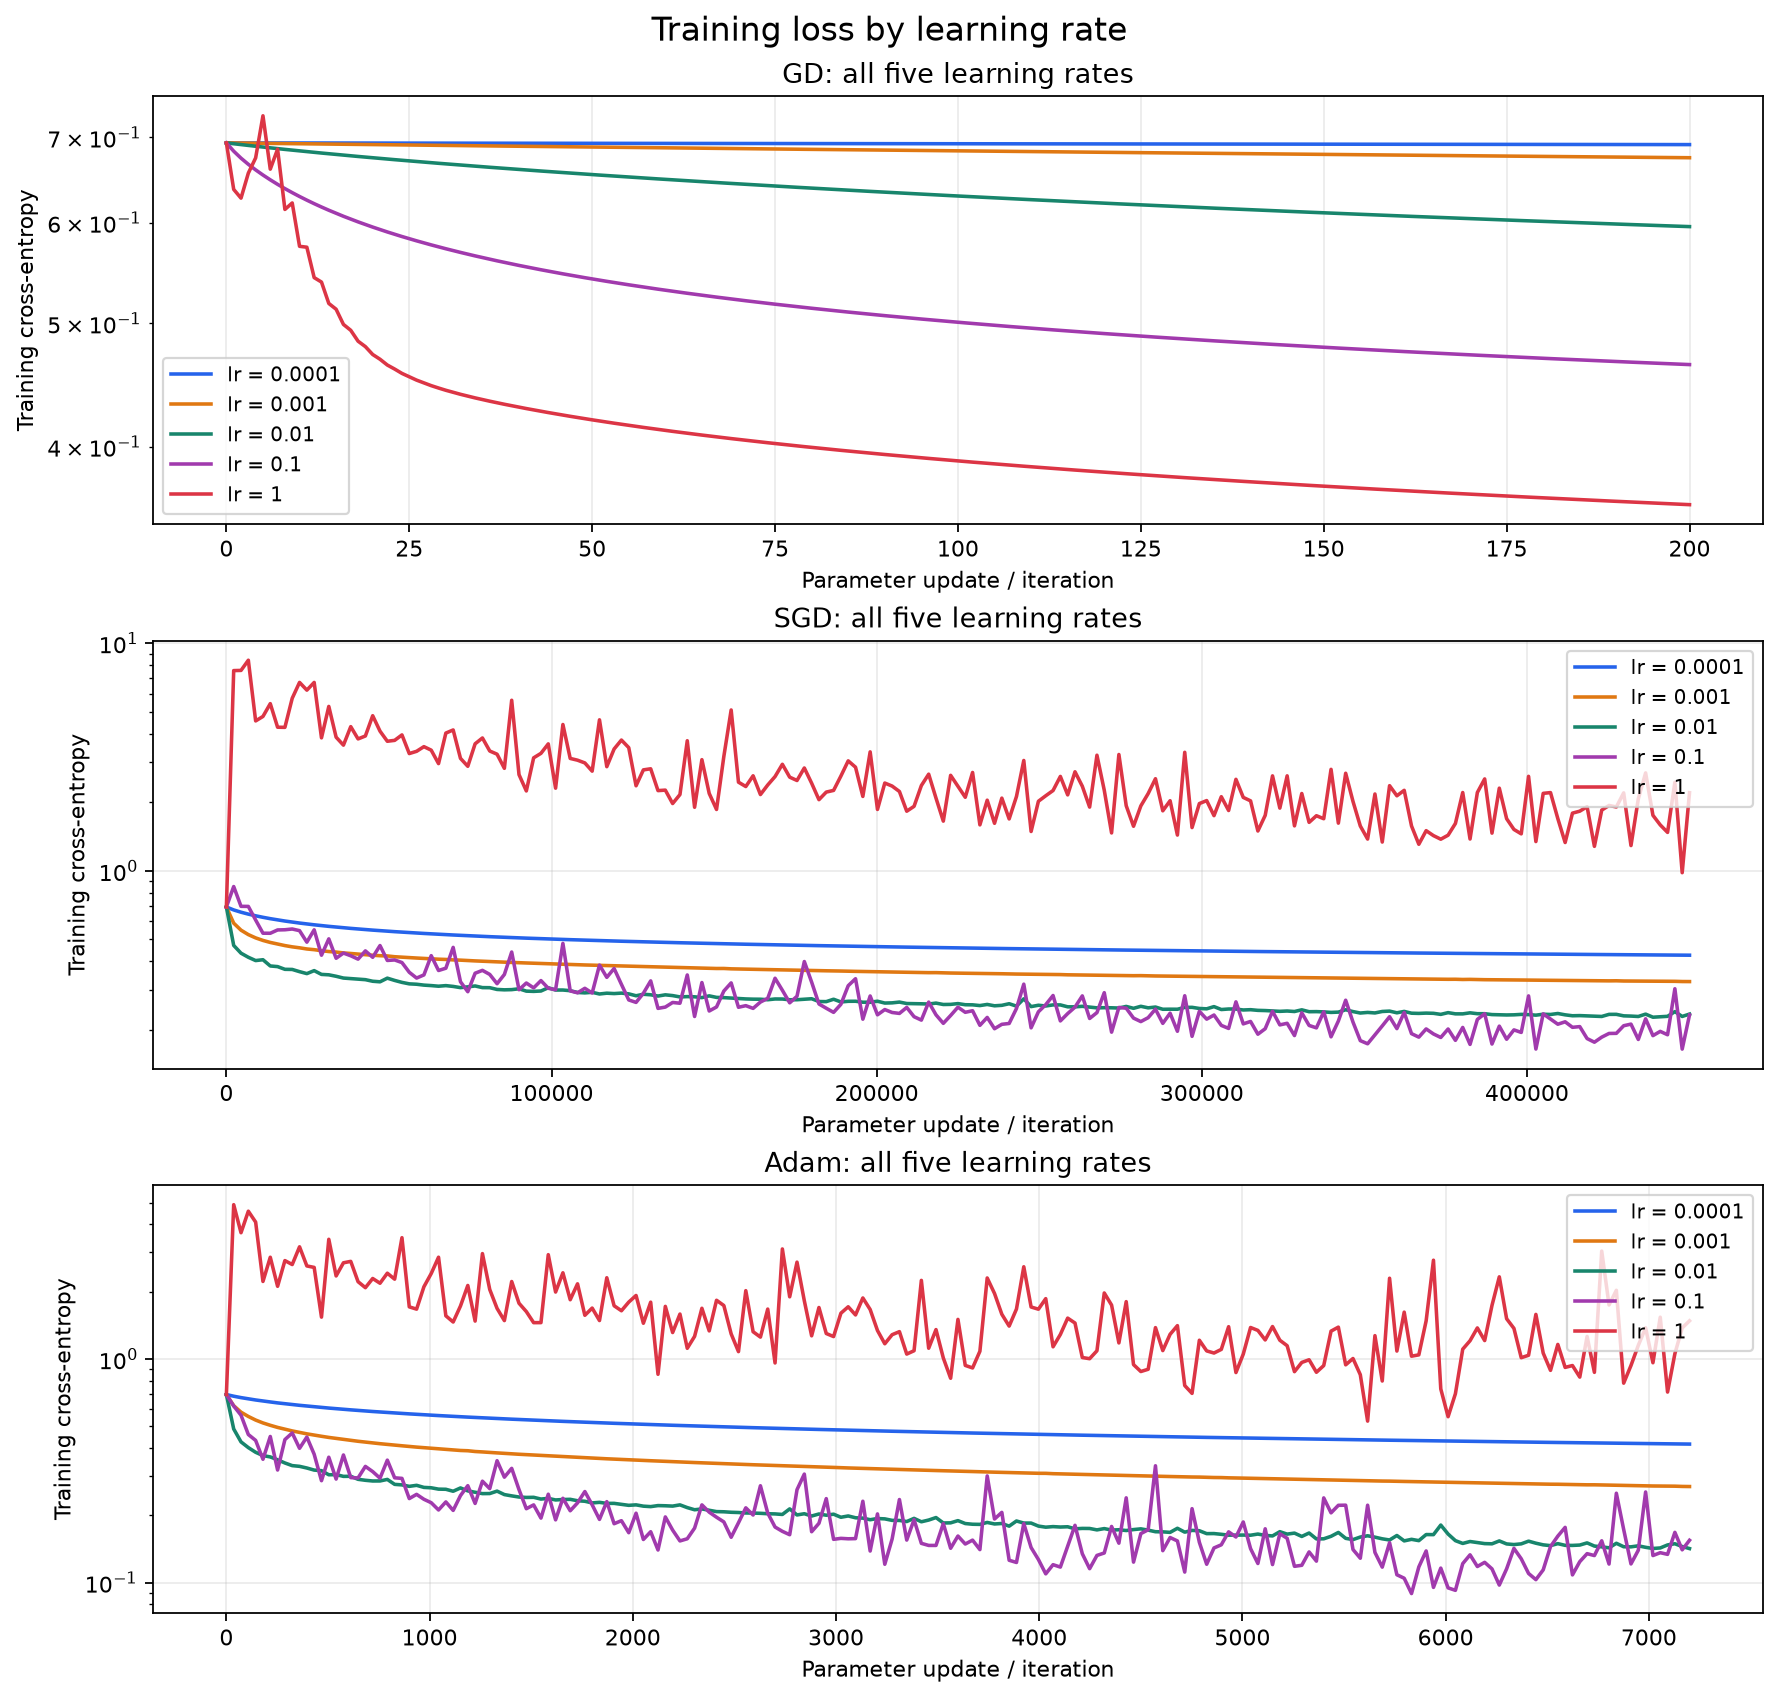 Training loss by learning rate
GD: all five learning rates
Training cross-entropy
7 × 10⁻¹
6 × 10⁻¹
5 × 10⁻¹
4 × 10⁻¹
lr = 0.0001
lr = 0.001
lr = 0.01
lr = 0.1
lr = 1
0 25 50 75 100 125 150 175 200
Parameter update / iteration
SGD: all five learning rates
Training cross-entropy
10¹
10⁰
lr = 0.0001
lr = 0.001
lr = 0.01
lr = 0.1
lr = 1
0 100000 200000 300000 400000
Parameter update / iteration
Adam: all five learning rates
Training cross-entropy
10⁰
10⁻¹
lr = 0.0001
lr = 0.001
lr = 0.01
lr = 0.1
lr = 1
0 1000 2000 3000 4000 5000 6000 7000
Parameter update / iteration